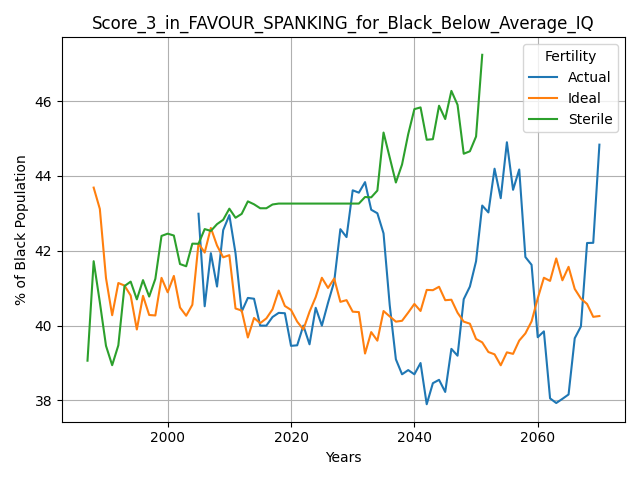 Score_3_in_FAVOUR_SPANKING_for_Black_Below_Average_IQ
Fertility
Actual
Ideal
Sterile
% of Black Population
46
44
42
40
38
2000
2020
2040
2060
Years